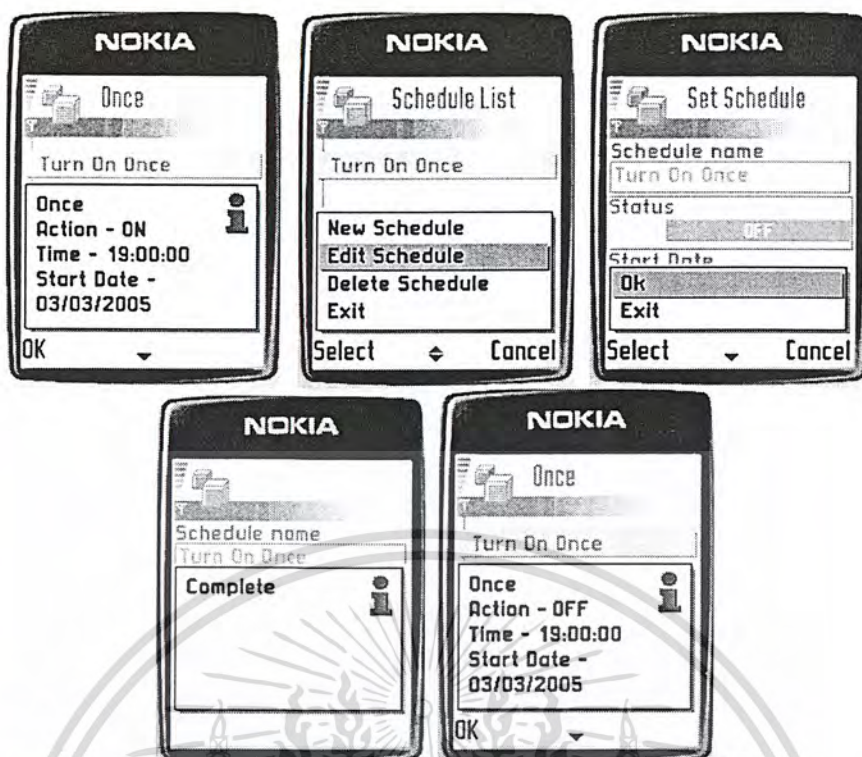 NOKIA
Once
Turn On Once
Once
Action - ON
Time - 19:00:00
Start Date -
03/03/2005
OK
NOKIA
Schedule List
Turn On Once
New Schedule
Edit Schedule
Delete Schedule
Exit
Select
Cancel
NOKIA
Set Schedule
Schedule name
Turn On Once
Status
OFF
Start Date
Ok
Exit
Select
Cancel
NOKIA
Schedule name
Turn On Once
Complete
NOKIA
Once
Turn On Once
Once
Action - OFF
Time - 19:00:00
Start Date -
03/03/2005
OK